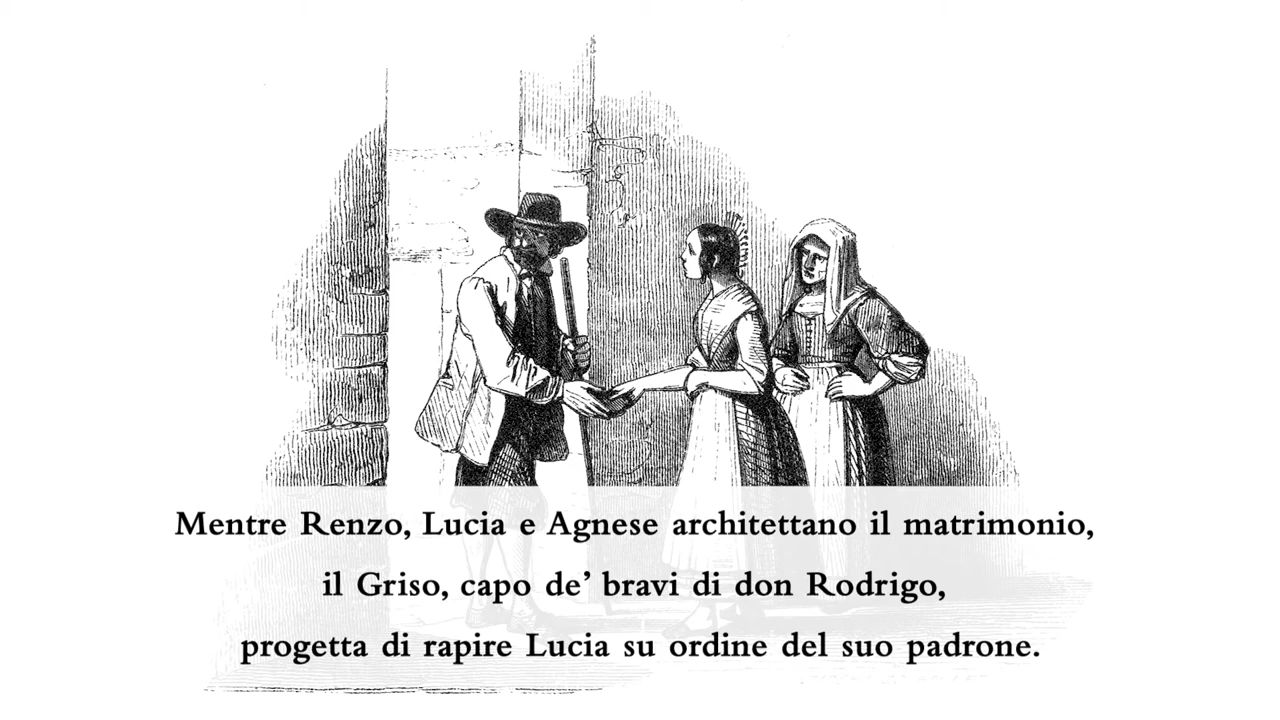 Mentre Renzo, Lucia e Agnese architettano il matrimonio,
il Griso, capo de’ bravi di don Rodrigo,
progetta di rapire Lucia su ordine del suo padrone.